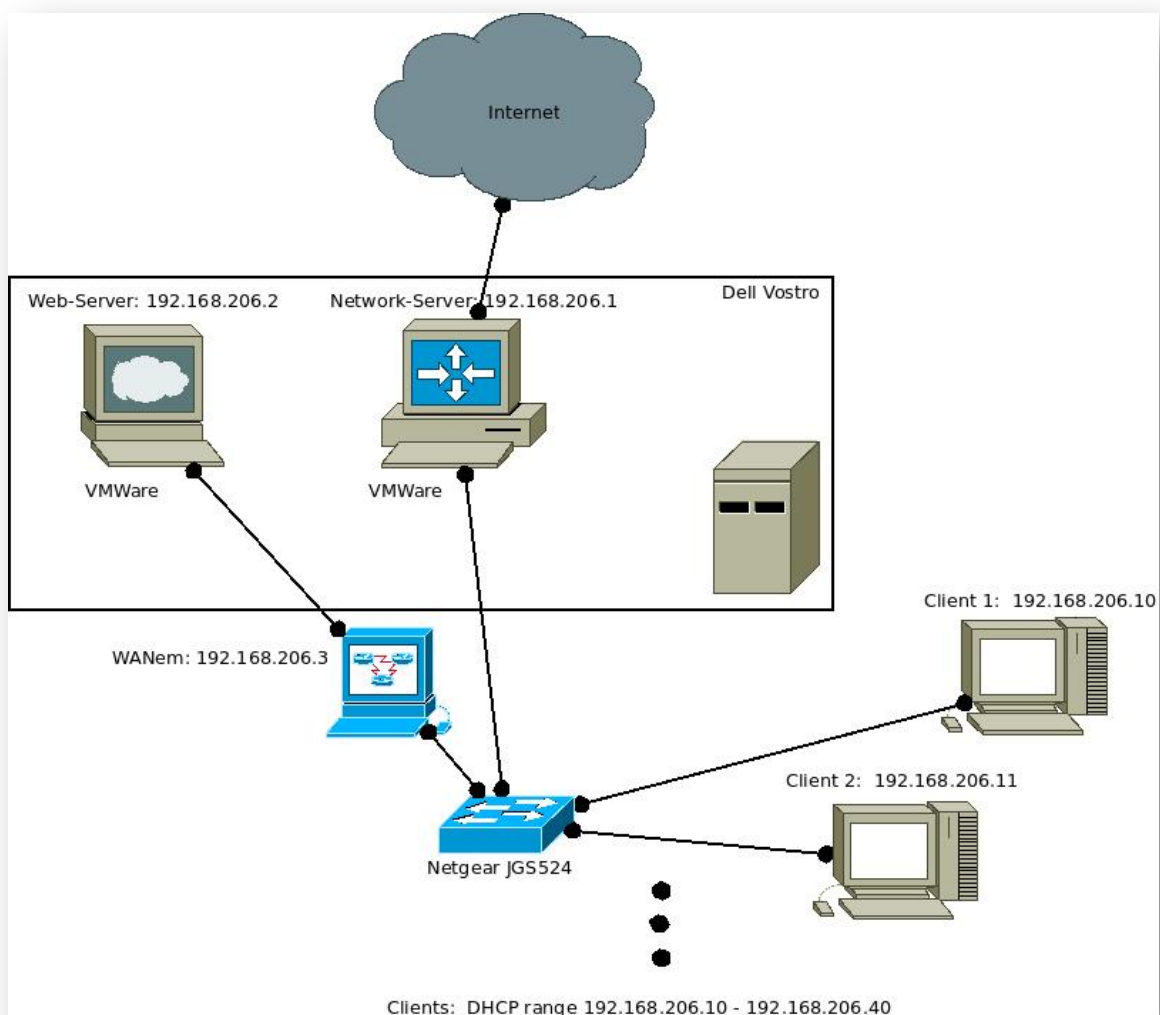 Internet
Web-Server: 192.168.206.2
Network-Server: 192.168.206.1
Dell Vostro
VMWare
VMWare
Client 1: 192.168.206.10
WANem: 192.168.206.3
Client 2: 192.168.206.11
Netgear JGS524
Clients: DHCP range 192.168.206.10 - 192.168.206.40